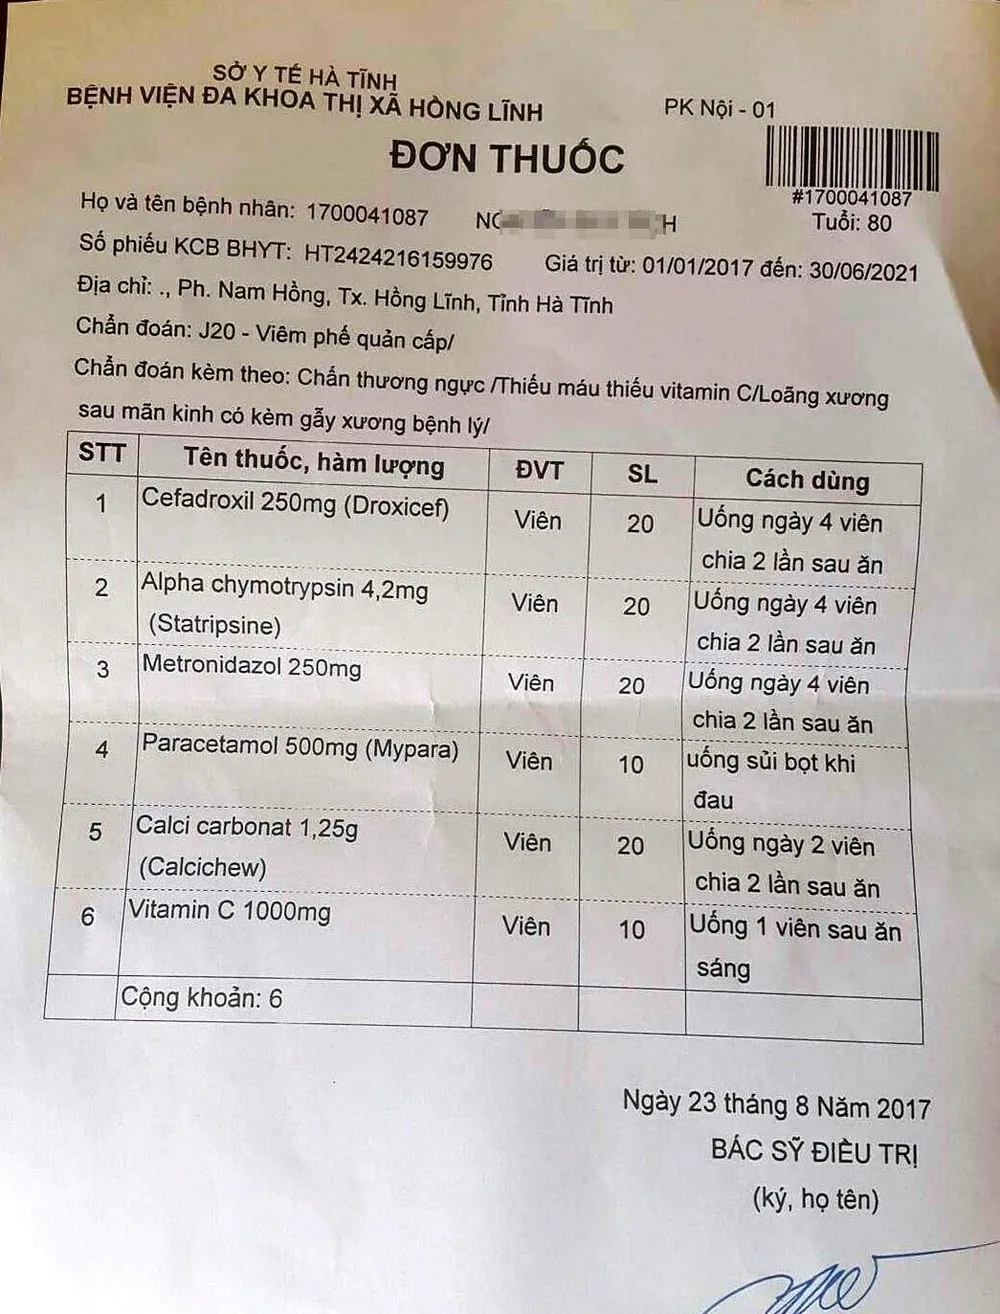 SỞ Y TẾ HÀ TĨNH
BỆNH VIỆN ĐA KHOA THỊ XÃ HỒNG LĨNH
PK Nội - 01
ĐƠN THUỐC
#1700041087
Họ và tên bệnh nhân: 1700041087
Tuổi: 80
Số phiếu KCB BHYT: HT2424216159976 Giá trị từ: 01/01/2017 đến: 30/06/2021
Địa chỉ: ., Ph. Nam Hồng, Tx. Hồng Lĩnh, Tỉnh Hà Tĩnh
Chẩn đoán: J20 - Viêm phế quản cấp/
Chẩn đoán kèm theo: Chấn thương ngực /Thiếu máu thiếu vitamin C/Loãng xương
sau mãn kinh có kèm gẫy xương bệnh lý/
STT Tên thuốc, hàm lượng ĐVT SL Cách dùng
1 Cefadroxil 250mg (Droxicef) Viên 20 Uống ngày 4 viên
chia 2 lần sau ăn
2 Alpha chymotrypsin 4,2mg Viên 20 Uống ngày 4 viên
(Statripsine) chia 2 lần sau ăn
3 Metronidazol 250mg Viên 20 Uống ngày 4 viên
chia 2 lần sau ăn
4 Paracetamol 500mg (Mypara) Viên 10 uống sủi bọt khi
đau
5 Calci carbonat 1,25g Viên 20 Uống ngày 2 viên
(Calcichew) chia 2 lần sau ăn
6 Vitamin C 1000mg Viên 10 Uống 1 viên sau ăn
sáng
Cộng khoản: 6
Ngày 23 tháng 8 Năm 2017
BÁC SỸ ĐIỀU TRỊ
(ký, họ tên)